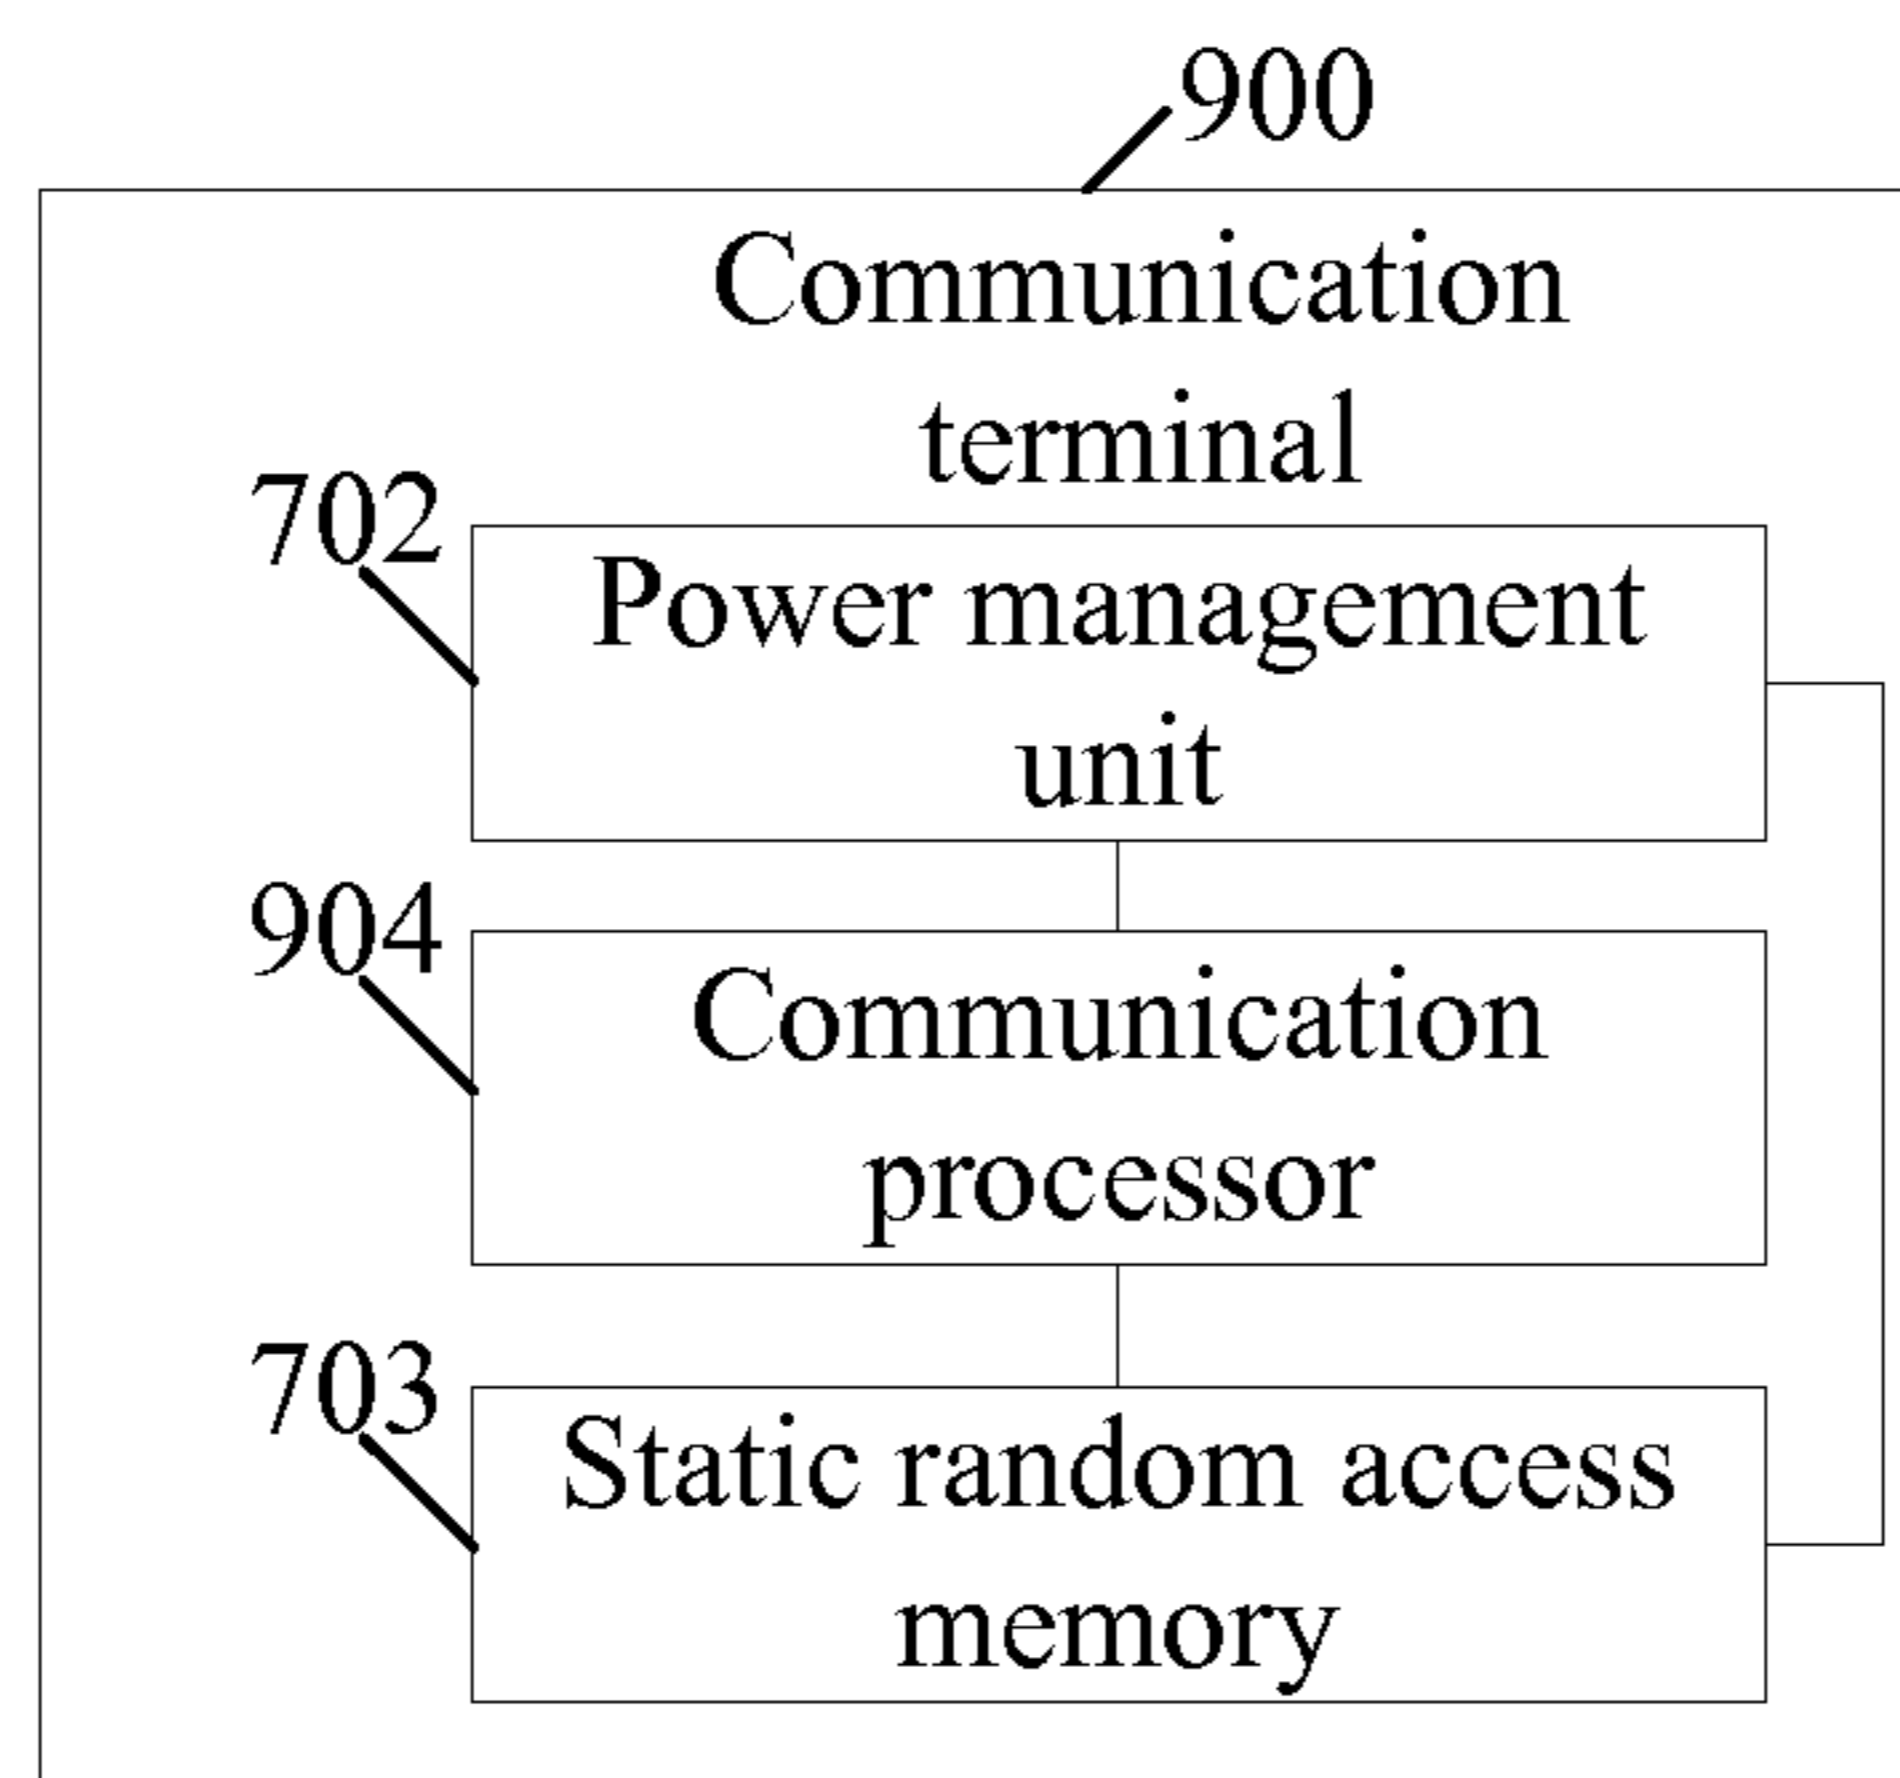 900
Communication
terminal
702
Power management
unit
904
Communication
processor
703
Static random access
memory